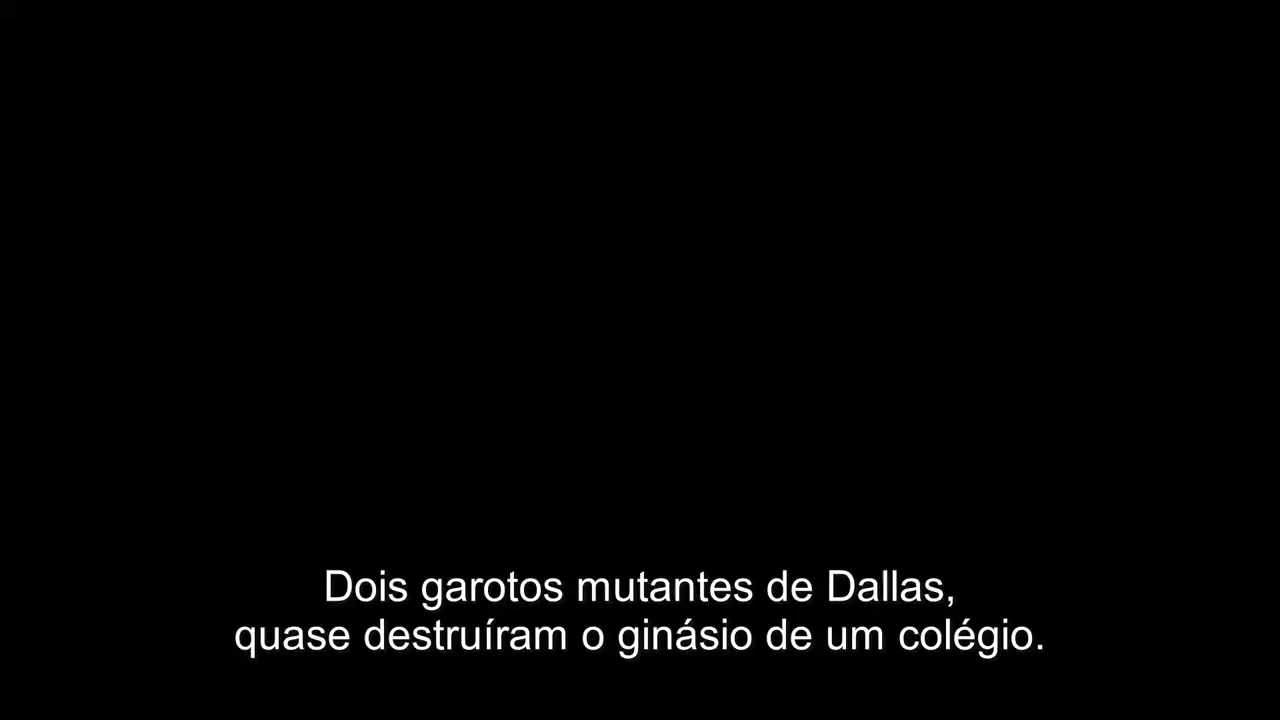 Dois garotos mutantes de Dallas,
quase destruíram o ginásio de um colégio.